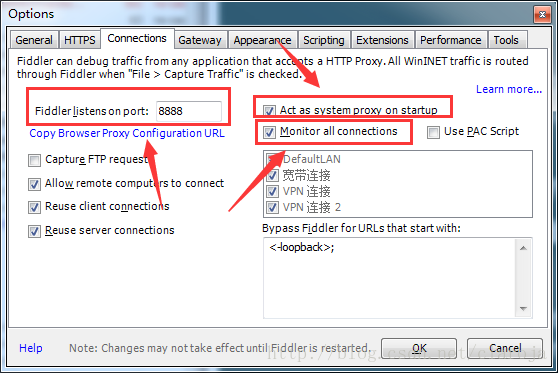 Options
General HTTPS Connections Gateway Appearance Scripting Extensions Performance Tools
Fiddler can debug traffic from any application that accepts a HTTP Proxy. All WinINET traffic is routed
through Fiddler when "File > Capture Traffic" is checked.
Learn more...
Fiddler listens on port: 8888
Copy Browser Proxy Configuration URL
Capture FTP requests
Allow remote computers to connect
Reuse client connections
Reuse server connections
Act as system proxy on startup
Monitor all connections
Use PAC Script
DefaultLAN
宽带连接
VPN 连接
VPN 连接 2
Bypass Fiddler for URLs that start with:
<-loopback>;
Help
Note: Changes may not take effect until Fiddler is restarted.
OK
Cancel